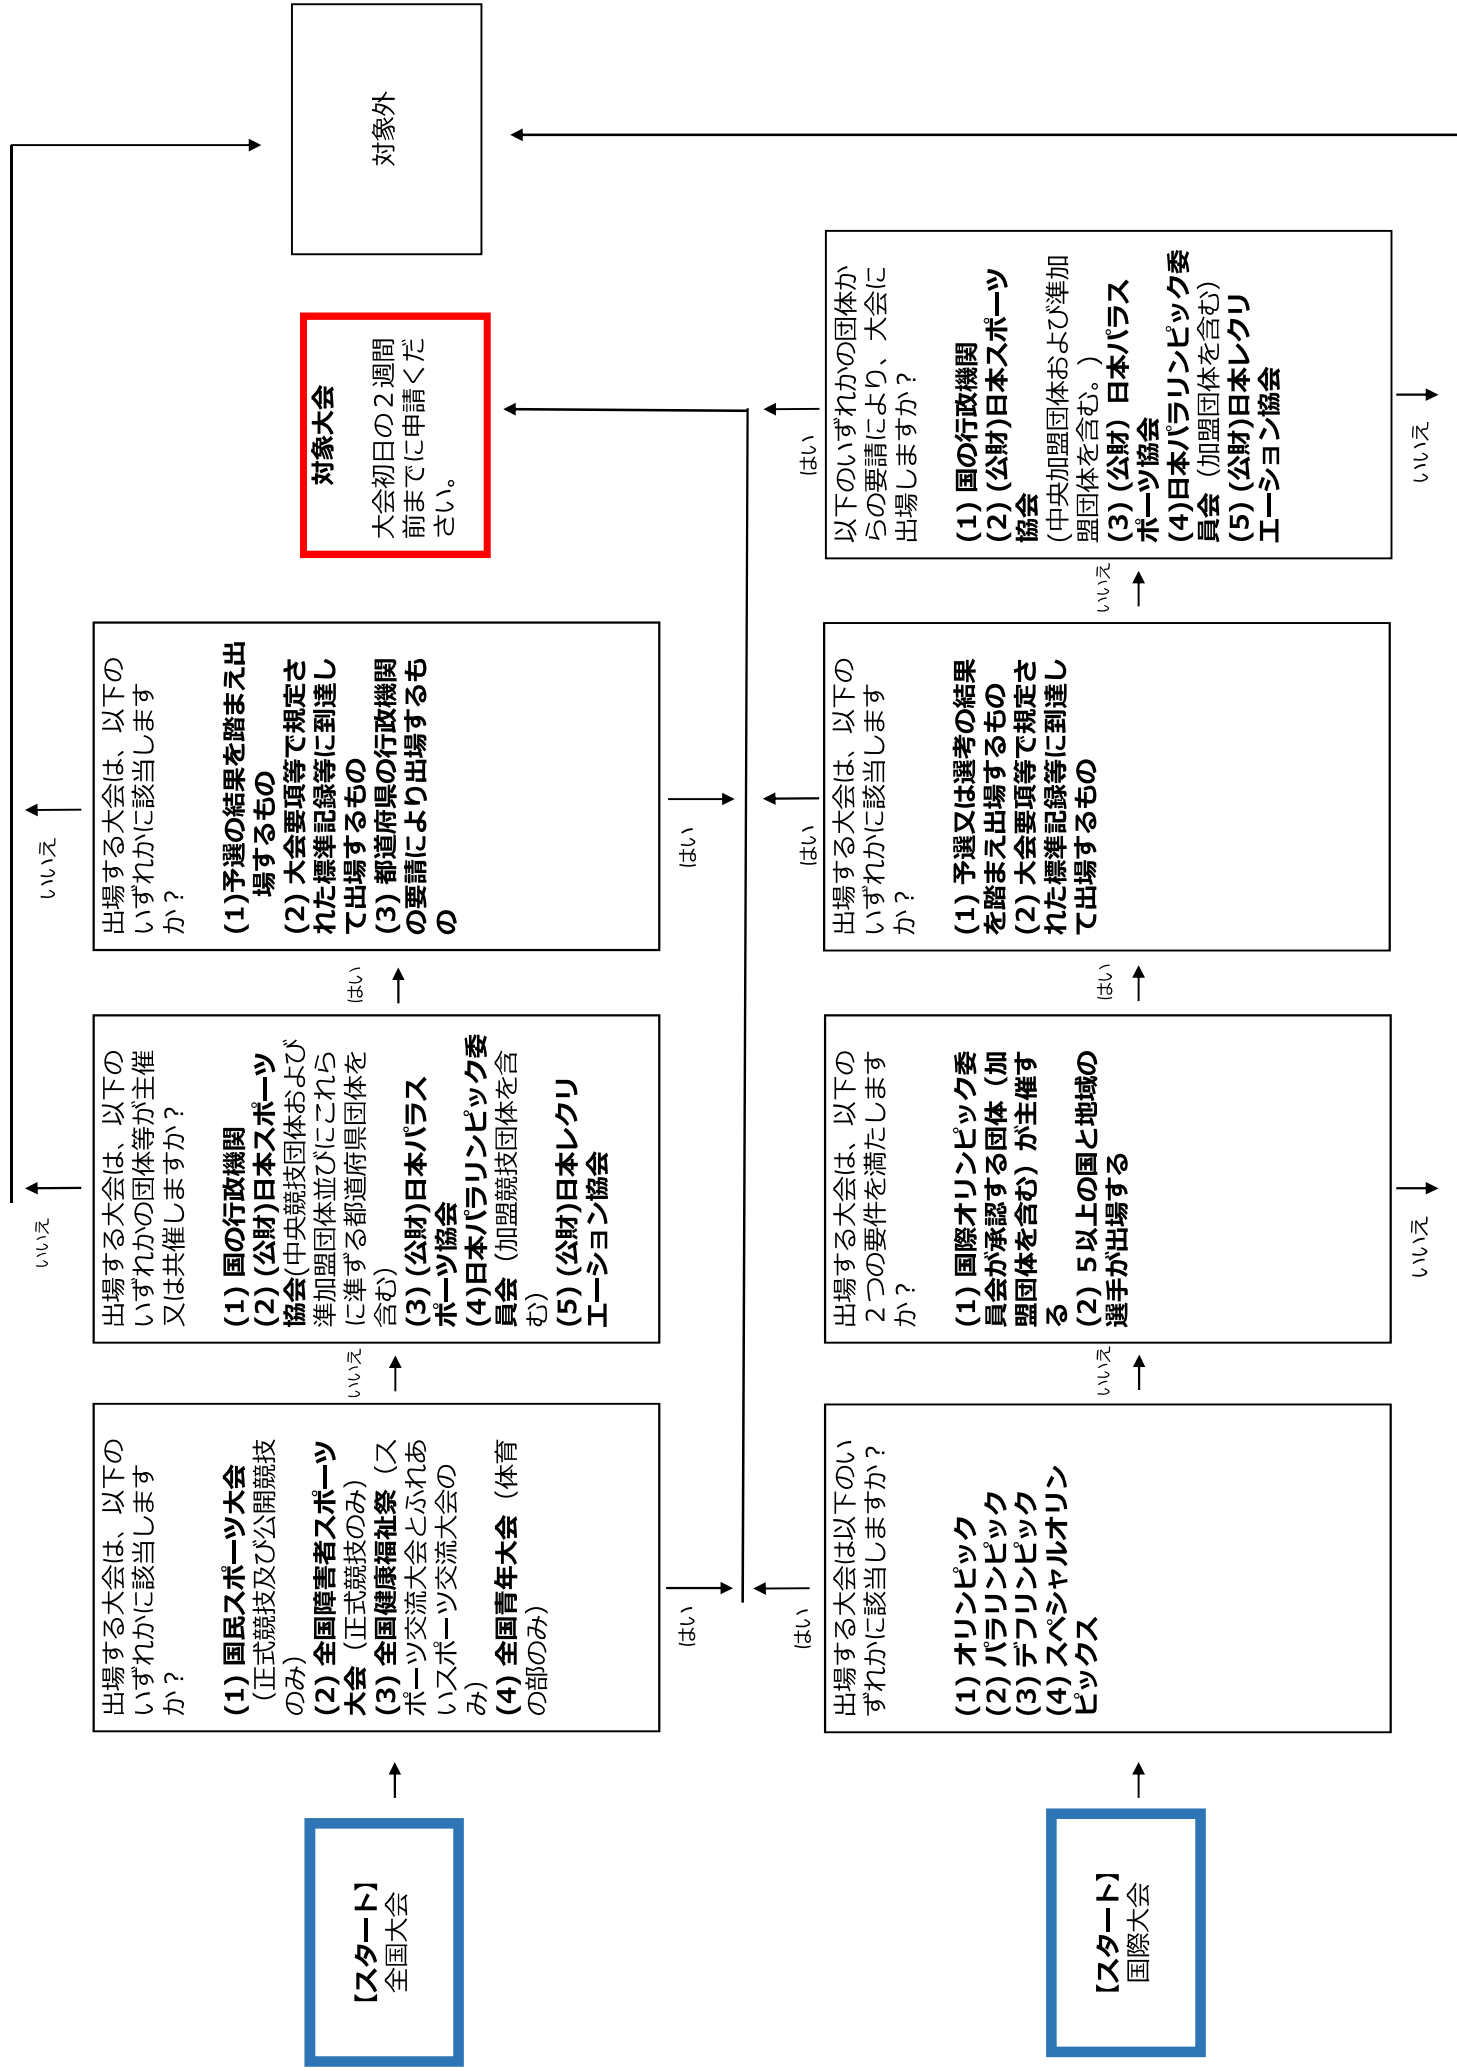 【スタート】
全国大会
出場する大会は、以下の
いずれかに該当します
か？
(1) 国民スポーツ大会
（正式競技及び公開競技
のみ）
(2) 全国障害者スポーツ
大会（正式競技のみ）
(3) 全国健康福祉祭（ス
ポーツ交流大会とふれあ
いスポーツ交流大会の
み）
(4) 全国青年大会（体育
の部のみ）
はい
いいえ
出場する大会は、以下の
いずれかの団体等が主催
又は共催しますか？
(1) 国の行政機関
(2) (公財)日本スポーツ
協会(中央競技団体および
準加盟団体並びにこれら
に準ずる都道府県団体を
含む)
(3) (公財)日本パラス
ポーツ協会
(4)日本パラリンピック委
員会（加盟競技団体を含
む）
(5) (公財)日本レクリ
エーション協会
いいえ
はい
出場する大会は、以下の
いずれかに該当します
か？
(1)予選の結果を踏まえ出
場するもの
(2) 大会要項等で規定さ
れた標準記録等に到達し
て出場するもの
(3) 都道府県の行政機関
の要請により出場するも
の
いいえ
はい
対象大会
大会初日の２週間
前までに申請くだ
さい。
対象外
【スタート】
国際大会
出場する大会は以下のい
ずれかに該当しますか？
(1) オリンピック
(2) パラリンピック
(3) デフリンピック
(4) スペシャルオリン
ピックス
はい
いいえ
出場する大会は、以下の
２つの要件を満たします
か？
(1) 国際オリンピック委
員会が承認する団体（加
盟団体を含む）が主催す
る
(2) ５以上の国と地域の
選手が出場する
いいえ
はい
出場する大会は、以下の
いずれかに該当します
か？
(1) 予選又は選考の結果
を踏まえ出場するもの
(2) 大会要項等で規定さ
れた標準記録等に到達し
て出場するもの
はい
いいえ
以下のいずれかの団体か
らの要請により、大会に
出場しますか？
(1) 国の行政機関
(2) (公財)日本スポーツ
協会
(中央加盟団体および準加
盟団体を含む。)
(3) (公財）日本パラス
ポーツ協会
(4)日本パラリンピック委
員会（加盟団体を含む）
(5) (公財)日本レクリ
エーション協会
はい
いいえ